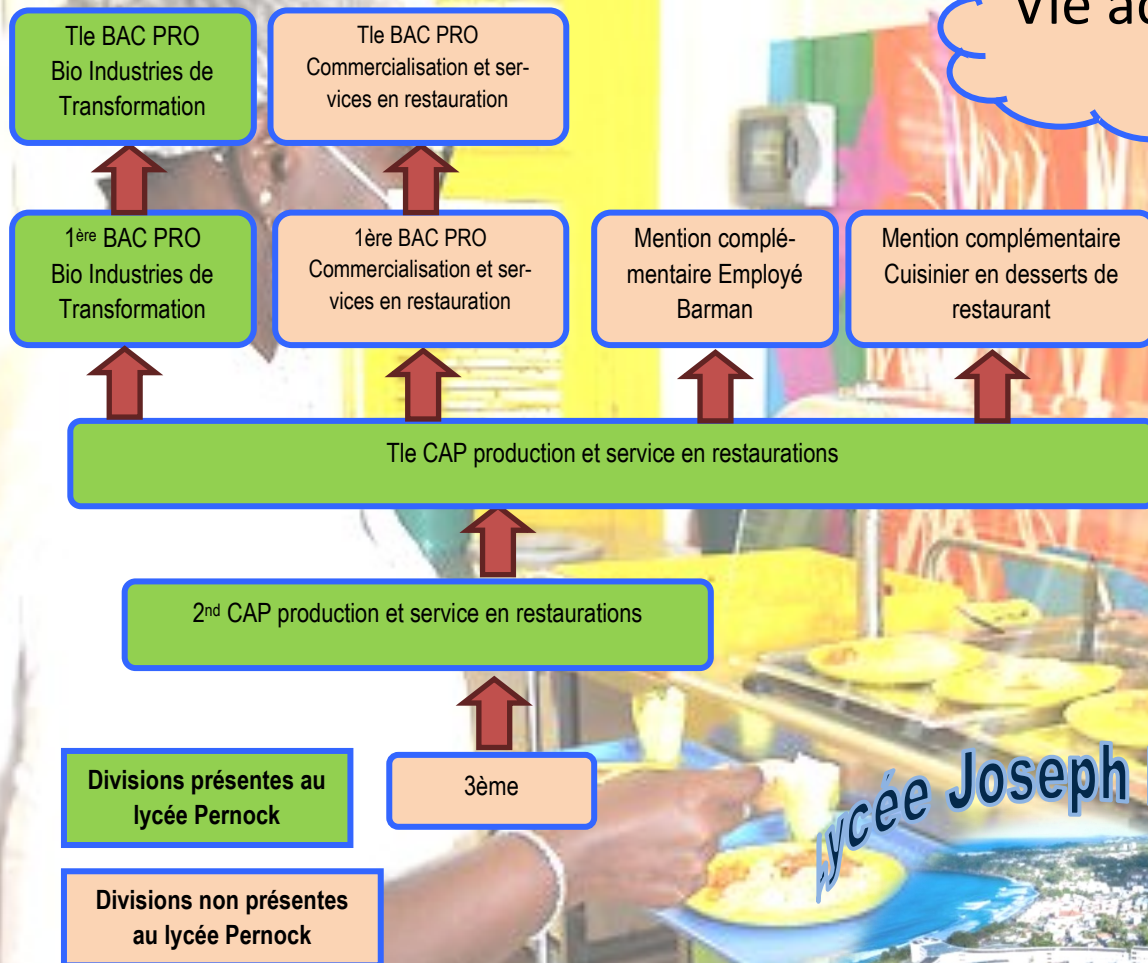 Vie
Tle BAC PRO
Bio Industries de
Transformation
Tle BAC PRO
Commercialisation et ser-
vices en restauration
1ère BAC PRO
Bio Industries de
Transformation
1ère BAC PRO
Commercialisation et ser-
vices en restauration
Mention complé-
mentaire Employé
Barman
Mention complémentaire
Cuisinier en desserts de
restaurant
Tle CAP production et service en restaurations
2nd CAP production et service en restaurations
3ème
Divisions présentes au
lycée Pernock
Divisions non présentes
au lycée Pernock
Lycée Joseph